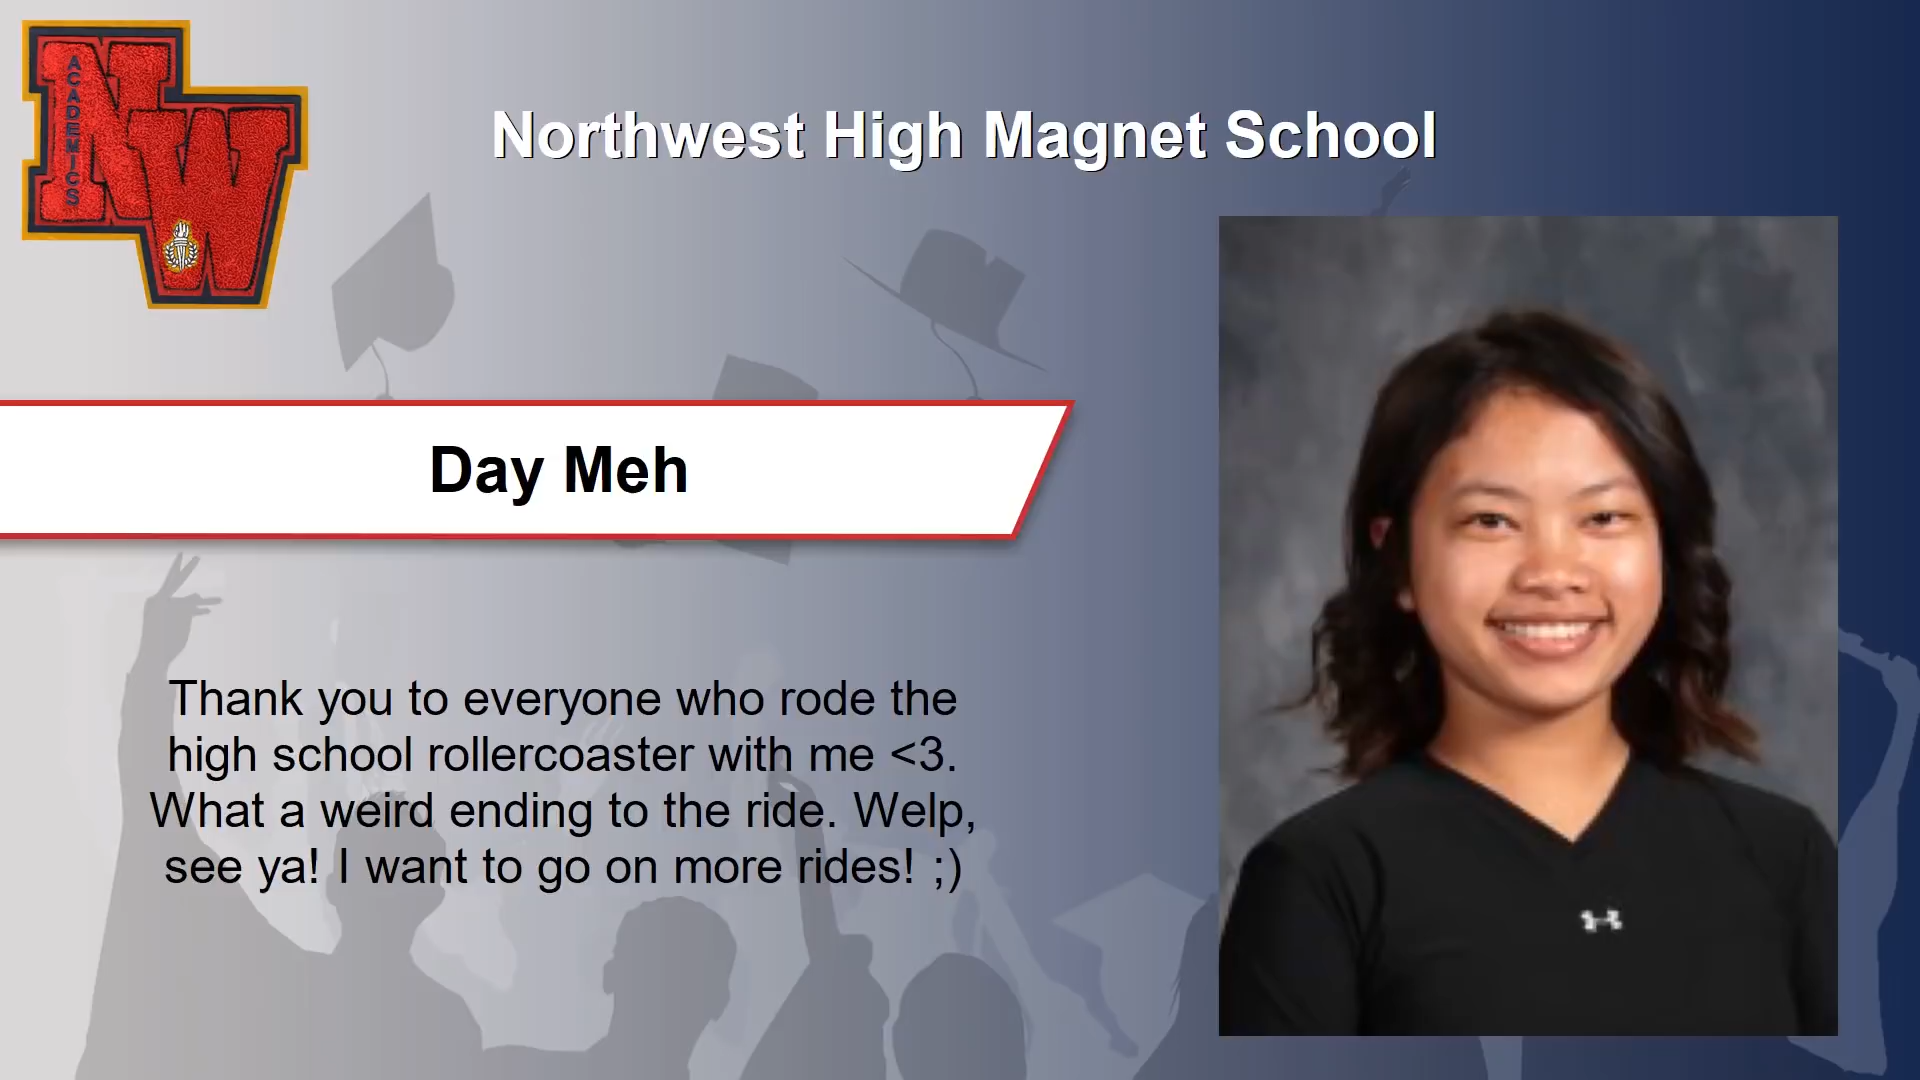 ACADEMICS
NW
Northwest High Magnet School
Day Meh
Thank you to everyone who rode the
high school rollercoaster with me <3.
What a weird ending to the ride. Welp,
see ya! I want to go on more rides! ;)